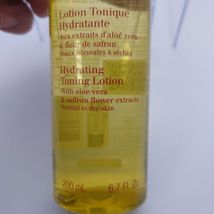 Lotion Tonique
Hydratante
Aux extraits d'aloé vera
& fleur de safran
Peaux normales à sèches
Hydrating
Toning Lotion
With aloe vera
& saffron flower extracts
Normal to dry skin
200 mL 6,7 Fl. Oz